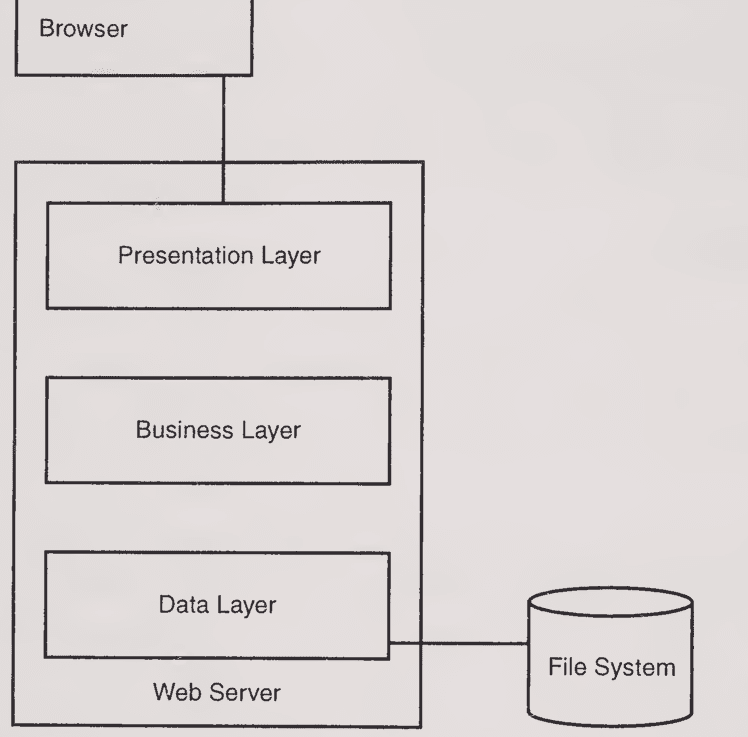 Browser
Presentation Layer
Business Layer
Data Layer
Web Server
File System